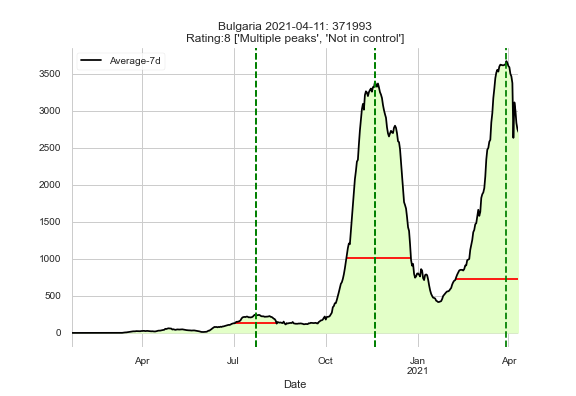 Bulgaria 2021-04-11: 371993
Rating:8 ['Multiple peaks', 'Not in control']
Average-7d
3500
3000
2500
2000
1500
1000
500
0
Apr Jul Oct Jan Apr
2021
Date